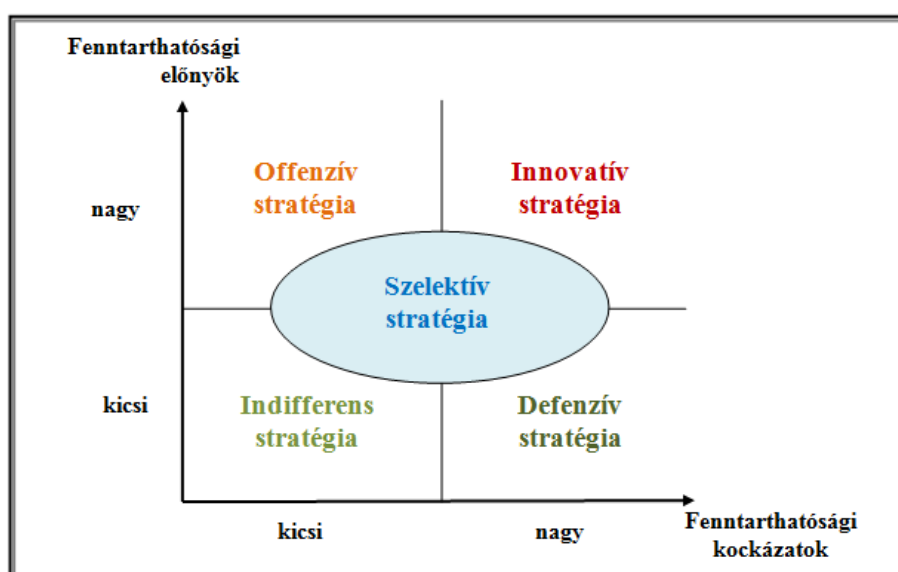 Fenntarthatósági
előnyök
Offenzív
stratégia
Innovatív
stratégia
nagy
Szelektív
stratégia
kicsi
Indifferens
stratégia
Defenzív
stratégia
kicsi
nagy
Fenntarthatósági
kockázatok